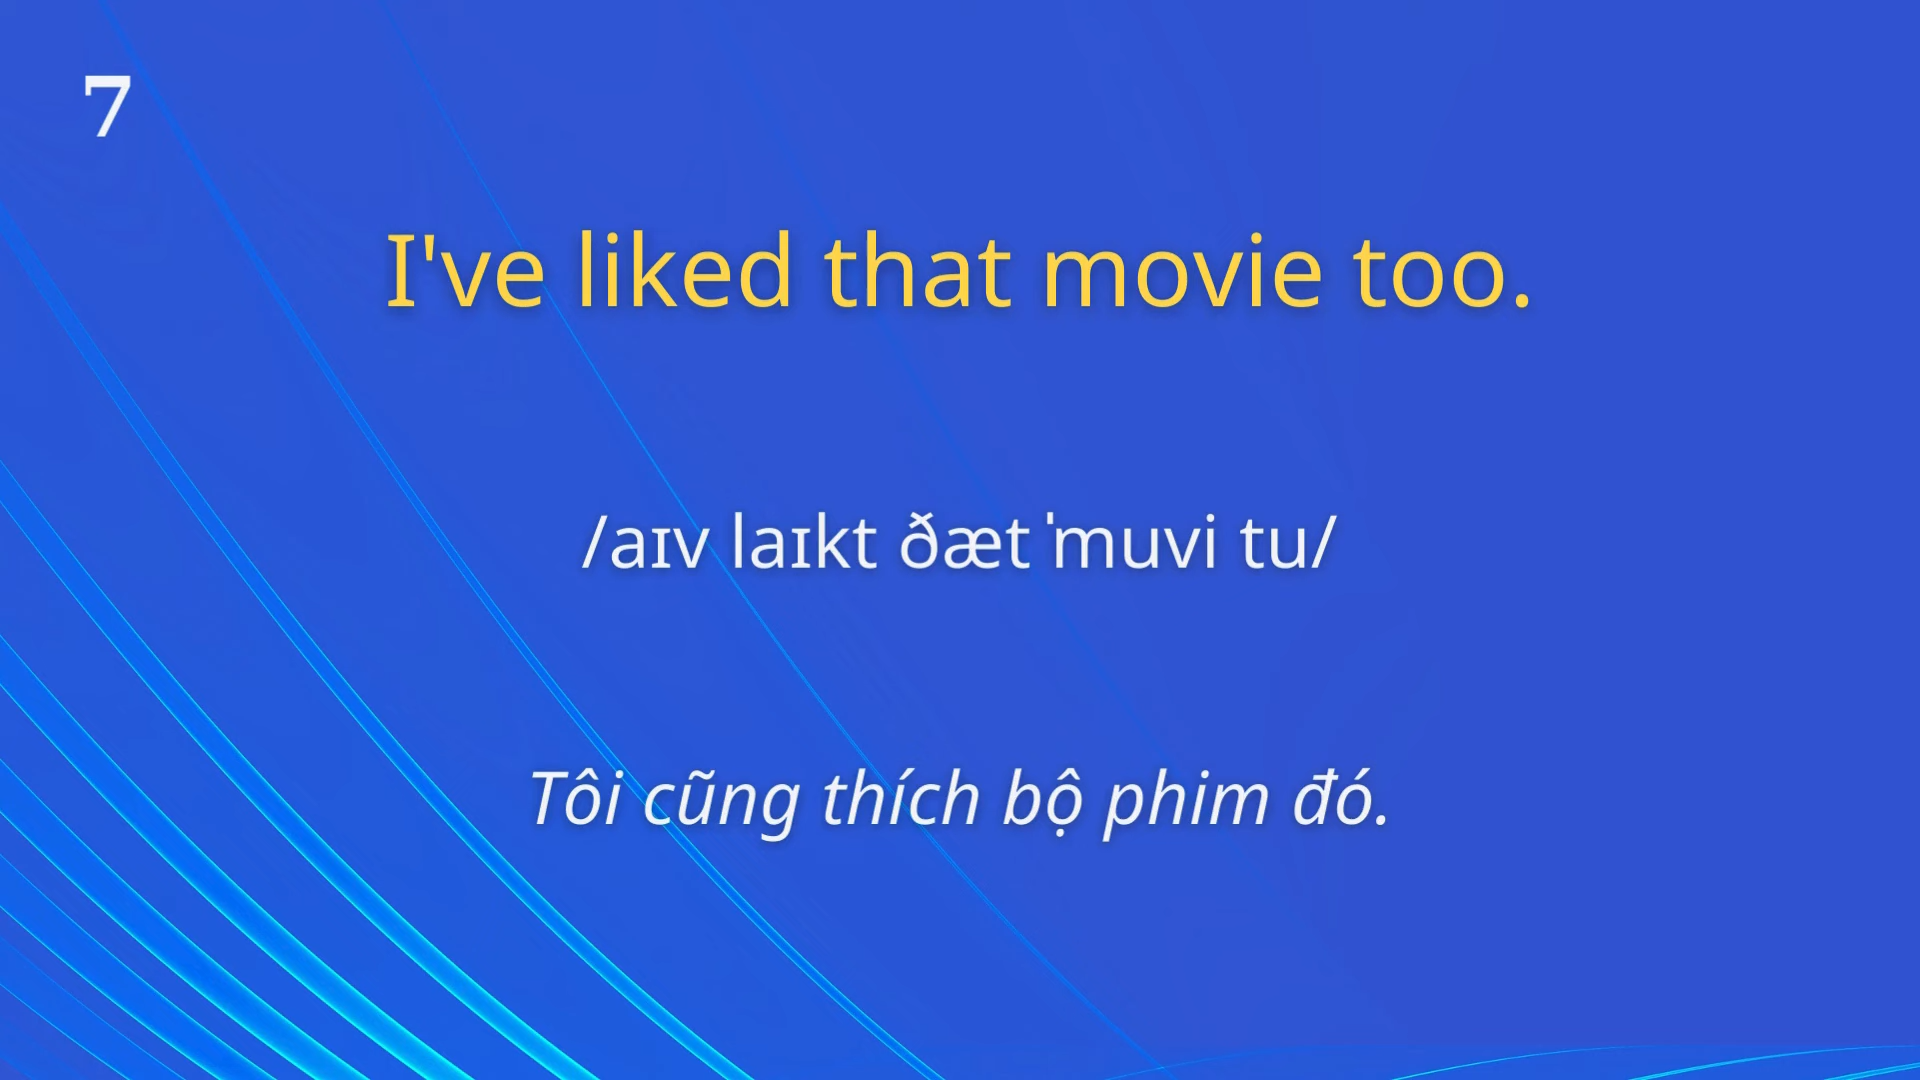 7
I've liked that movie too.
/aɪv laɪkt ðæt ˈmuvi tu/
Tôi cũng thích bộ phim đó.